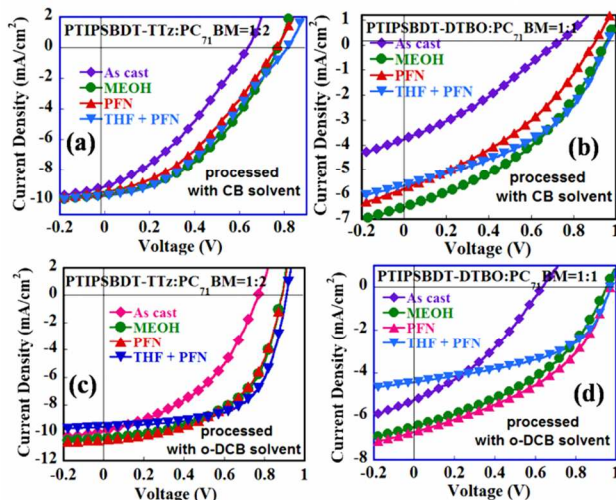 PTIPSBDT-TTz:PC71BM=1:2
As cast
MEOH
PFN
THF + PFN
(a)
processed
with CB solvent
Current Density (mA/cm2)
2
0
-2
-4
-6
-8
-10
-12
-0.2 0 0.2 0.4 0.6 0.8
Voltage (V)
PTIPSBDT-DTBO:PC71BM=1:1
As cast
MEOH
PFN
THF + PFN
(b)
processed
with CB solvent
Current Density (mA/cm2)
1
0
-1
-2
-3
-4
-5
-6
-7
-0.2 0 0.2 0.4 0.6 0.8 1
Voltage (V)
PTIPSBDT-TTz:PC71BM=1:2
As cast
MEOH
PFN
THF + PFN
(c)
processed
with o-DCB solvent
Current Density (mA/cm2)
2
0
-2
-4
-6
-8
-10
-12
-0.2 0 0.2 0.4 0.6 0.8 1
Voltage (V)
PTIPSBDT-DTBO:PC71BM=1:1
As cast
MEOH
PFN
THF + PFN
(d)
processed
with o-DCB solvent
Current Density (mA/cm2)
0
-2
-4
-6
-8
-0.2 0 0.2 0.4 0.6 0.8 1
Voltage (V)